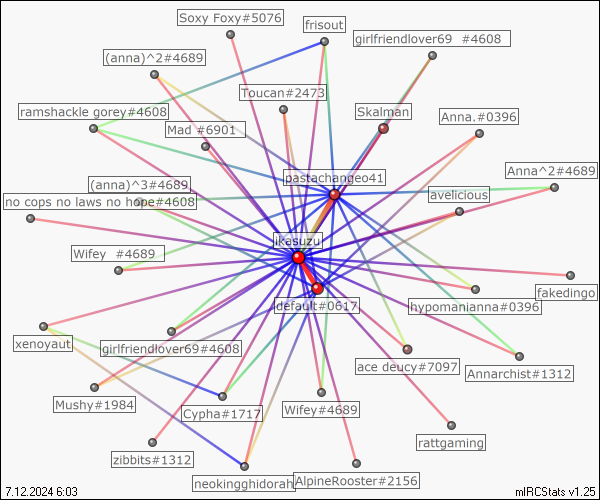 Soxy Foxy#5076
frisout
girlfriendlover69 #4608
(anna)^2#4689
Toucan#2473
ramshackle gorey#4608
Skalman
Anna.#0396
Mad #6901
pastachangeo41
Anna^2#4689
(anna)^3#4689
avelicious
no cops no laws no hope#4608
ikasuzu
Wifey #4689
fakedingo
default#0617
hypomanianna#0396
xenoyaut
girlfriendlover69#4608
ace deucy#7097
Annarchist#1312
Mushy#1984
Cypha#1717
Wifey#4689
rattgaming
zibbits#1312
neokingghidorah
AlpineRooster#2156
7.12.2024 6:03
mIRCStats v1.25